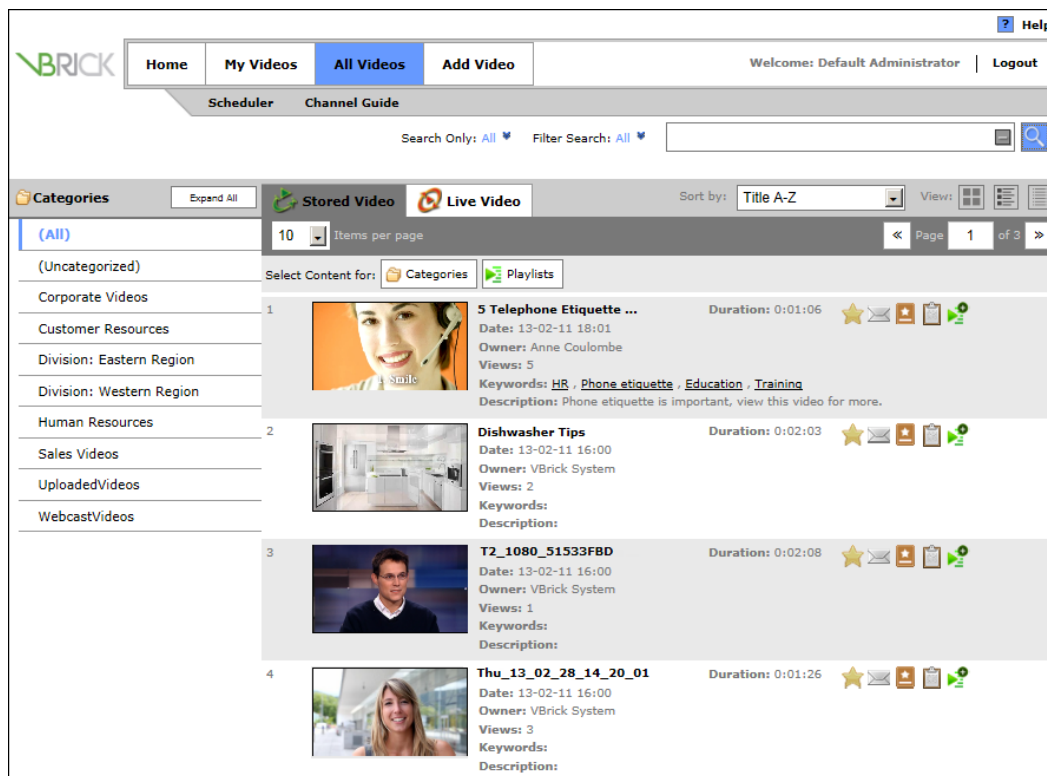 ? Help
VBRICK
Home My Videos All Videos Add Video
Welcome: Default Administrator Logout
Scheduler Channel Guide
Search Only: All Filter Search: All
Categories Expand All
Stored Video Live Video
Sort by: Title A-Z View:
(All)
10 Items per page
« Page 1 of 3 »
(Uncategorized)
Select Content for: Categories Playlists
Corporate Videos
Customer Resources
Division: Eastern Region
Division: Western Region
Human Resources
Sales Videos
UploadedVideos
WebcastVideos
1
5 Telephone Etiquette ... Duration: 0:01:06
Date: 13-02-11 18:01
Owner: Anne Coulombe
Views: 5
Keywords: HR , Phone etiquette , Education , Training
Description: Phone etiquette is important, view this video for more.
Smile
2
Dishwasher Tips Duration: 0:02:03
Date: 13-02-11 16:00
Owner: VBrick System
Views: 2
Keywords:
Description:
3
T2_1080_51533FBD Duration: 0:02:08
Date: 13-02-11 16:00
Owner: VBrick System
Views: 1
Keywords:
Description:
4
Thu_13_02_28_14_20_01 Duration: 0:01:26
Date: 13-02-11 16:00
Owner: VBrick System
Views: 3
Keywords:
Description: